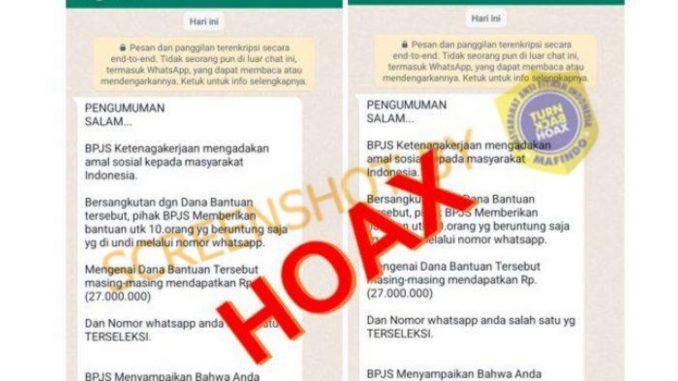 Hari ini
Pesan dan panggilan terenkripsi secara
end-to-end. Tidak seorang pun di luar chat ini,
termasuk WhatsApp, yang dapat membaca atau
mendengarkannya. Ketuk untuk info selengkapnya.
PENGUMUMAN
SALAM...
BPJS Ketenagakerjaan mengadakan
amal sosial kepada masyarakat
Indonesia.
Bersangkutan dgn Dana Bantuan
tersebut, pihak BPJS Memberikan
bantuan utk 10.orang yg beruntung saja
yg di undi melalui nomor whatsapp.
Mengenai Dana Bantuan Tersebut
masing-masing mendapatkan Rp.
(27.000.000)
Dan Nomor whatsapp anda salah satu yg
TERSELEKSI.
BPJS Menyampaikan Bahwa Anda
Hari ini
Pesan dan panggilan terenkripsi secara
end-to-end. Tidak seorang pun di luar chat ini,
termasuk WhatsApp, yang dapat membaca atau
mendengarkannya. Ketuk untuk info selengkapnya.
PENGUMUMAN
SALAM...
BPJS Ketenagakerjaan mengadakan
amal sosial kepada masyarakat
Indonesia.
Bersangkutan dgn Dana Bantuan
tersebut, pihak BPJS Memberikan
utk 10.orang yg beruntung saja
melalui nomor whatsapp.
Mengenai Dana Bantuan Tersebut
masing-masing mendapatkan Rp.
(27.000.000)
Dan Nomor whatsapp anda salah satu yg
TERSELEKSI.
BPJS Menyampaikan Bahwa Anda
SCREENSHOT BY
HOAX
MASYARAKAT ANTI FITNAH INDONESIA
TURN
BACK
HOAX
MAFINDO